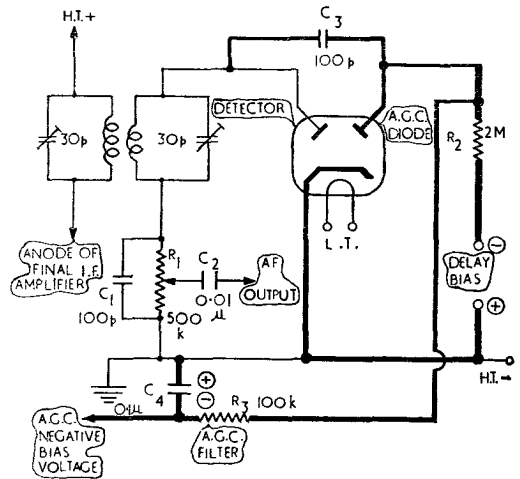 H.T.+
C3
100p
DETECTOR
A.G.C.
DIODE
30p
30p
R2
2M
L.T.
⊖
DELAY
BIAS
⊕
ANODE OF
FINAL I.F.
AMPLIFIER
R1
C2
AF
OUTPUT
C1
0.01
μ
100p
500
k
H.T.-
C4
⊕
⊖
R3 100k
0.1μ
A.G.C.
NEGATIVE
BIAS
VOLTAGE
A.G.C.
FILTER